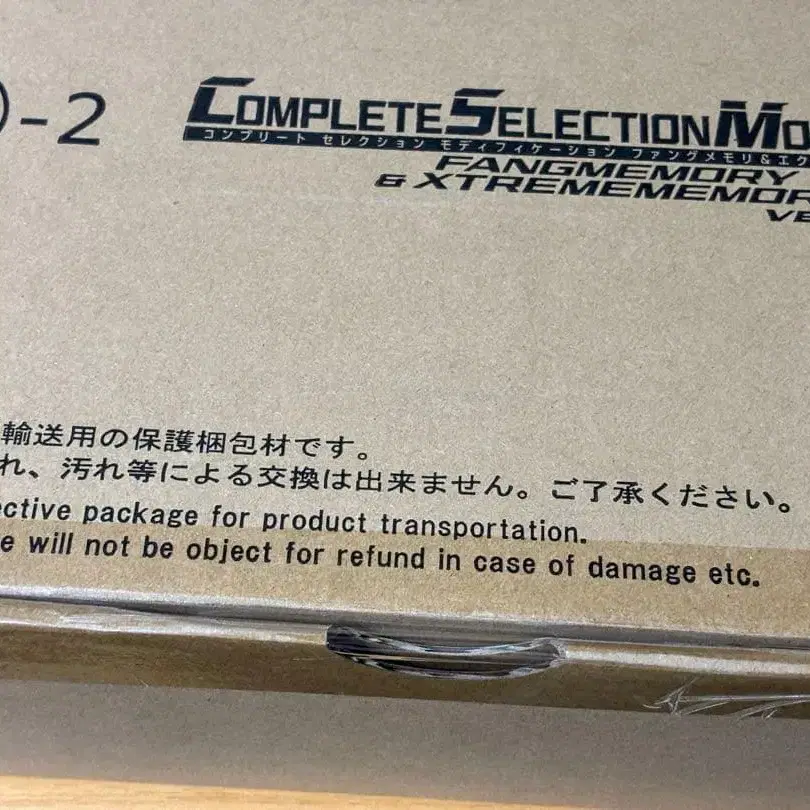 )-2
COMPLETE SELECTION MO
コンプリート セレクション モディフィケーション ファングメモリ&エク
FANGMEMORY
& XTREMEMEMOR
VE
輸送用の保護梱包材です。
れ、汚れ等による交換は出来ません。ご了承ください。
ective package for product transportation.
e will not be object for refund in case of damage etc.